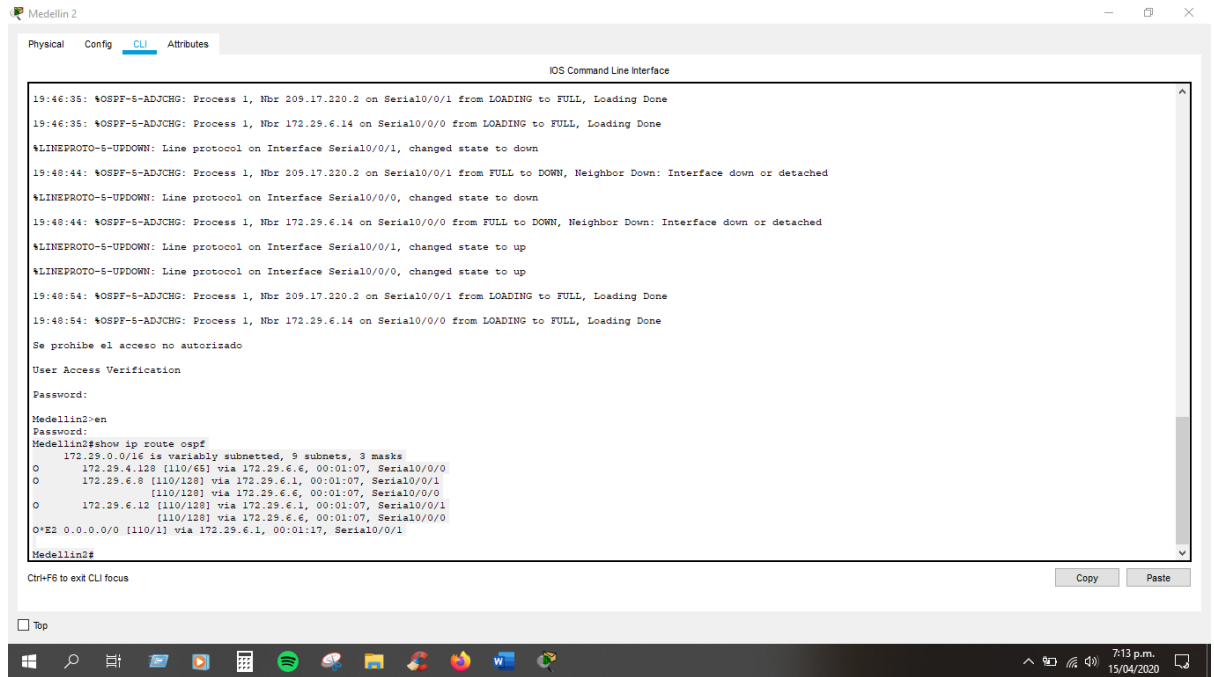 Medellin 2
Physical Config CLI Attributes
IOS Command Line Interface
19:46:35: %OSPF-5-ADJCHG: Process 1, Nbr 209.17.220.2 on Serial0/0/1 from LOADING to FULL, Loading Done
19:46:35: %OSPF-5-ADJCHG: Process 1, Nbr 172.29.6.14 on Serial0/0/0 from LOADING to FULL, Loading Done
%LINEPROTO-5-UPDOWN: Line protocol on Interface Serial0/0/1, changed state to down
19:48:44: %OSPF-5-ADJCHG: Process 1, Nbr 209.17.220.2 on Serial0/0/1 from FULL to DOWN, Neighbor Down: Interface down or detached
%LINEPROTO-5-UPDOWN: Line protocol on Interface Serial0/0/0, changed state to down
19:48:44: %OSPF-5-ADJCHG: Process 1, Nbr 172.29.6.14 on Serial0/0/0 from FULL to DOWN, Neighbor Down: Interface down or detached
%LINEPROTO-5-UPDOWN: Line protocol on Interface Serial0/0/1, changed state to up
%LINEPROTO-5-UPDOWN: Line protocol on Interface Serial0/0/0, changed state to up
19:48:54: %OSPF-5-ADJCHG: Process 1, Nbr 209.17.220.2 on Serial0/0/1 from LOADING to FULL, Loading Done
19:48:54: %OSPF-5-ADJCHG: Process 1, Nbr 172.29.6.14 on Serial0/0/0 from LOADING to FULL, Loading Done
Se prohibe el acceso no autorizado
User Access Verification
Password:
Medellin2>en
Password:
Medellin2#show ip route ospf
172.29.0.0/16 is variably subnetted, 9 subnets, 3 masks
O 172.29.4.128 [110/65] via 172.29.6.6, 00:01:07, Serial0/0/0
O 172.29.6.8 [110/128] via 172.29.6.1, 00:01:07, Serial0/0/1
[110/128] via 172.29.6.6, 00:01:07, Serial0/0/0
O 172.29.6.12 [110/128] via 172.29.6.1, 00:01:07, Serial0/0/1
[110/128] via 172.29.6.6, 00:01:07, Serial0/0/0
O*E2 0.0.0.0/0 [110/1] via 172.29.6.1, 00:01:17, Serial0/0/1
Medellin2#
Ctrl+F6 to exit CLI focus
Copy Paste
Top
7:13 p.m.
15/04/2020